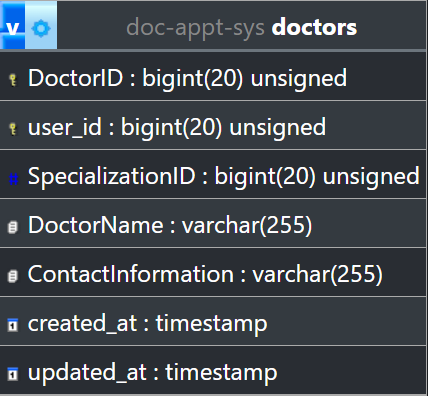 v doc-appt-sys doctors
DoctorID : bigint(20) unsigned
user_id : bigint(20) unsigned
SpecializationID : bigint(20) unsigned
DoctorName : varchar(255)
ContactInformation : varchar(255)
created_at : timestamp
updated_at : timestamp